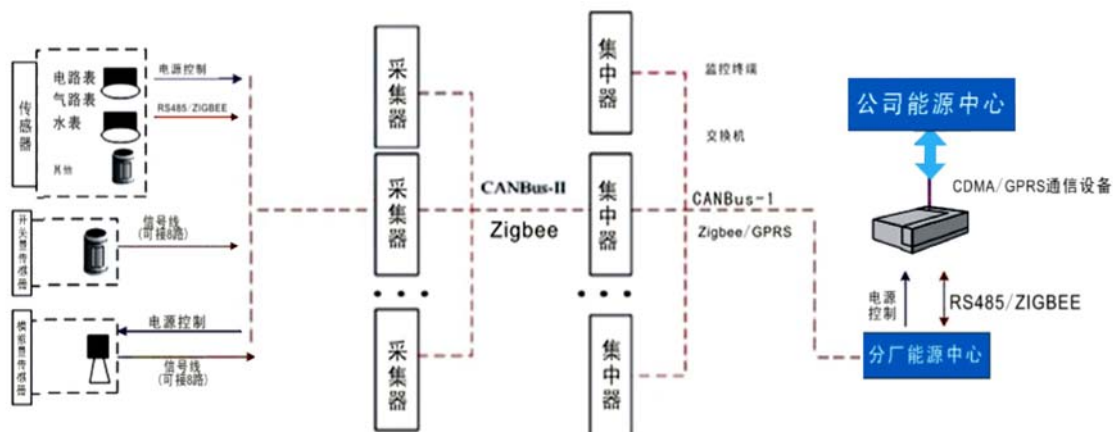 传感器
电路表
气路表
水表
其他
电源控制
RS485/ZIGBEE
开关量传感器
信号线
(可接8路)
模拟量传感器
电源控制
信号线
(可接8路)
采集器
采集器
• • •
采集器
CANBus-II
Zigbee
集中器
集中器
• • •
集中器
监控终端
交换机
CANBus-1
Zigbee/GPRS
公司能源中心
CDMA/GPRS通信设备
电源
控制
RS485/ZIGBEE
分厂能源中心